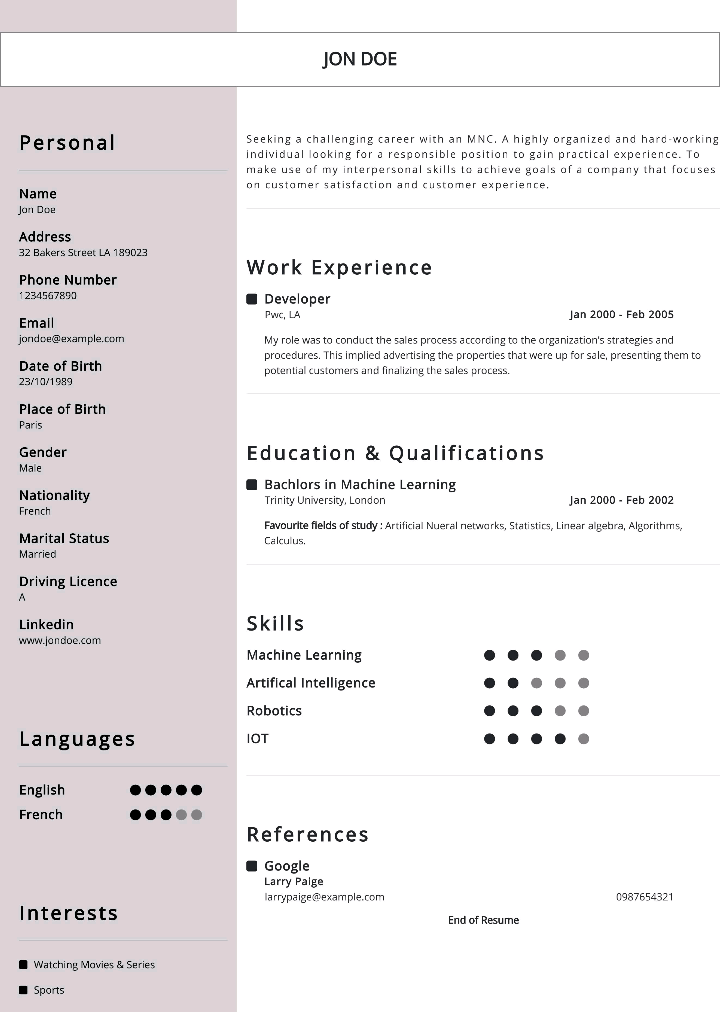 JON DOE
Personal
Name
Jon Doe
Address
32 Bakers Street LA 189023
Phone Number
1234567890
Email
jondoe@example.com
Date of Birth
23/10/1989
Place of Birth
Paris
Gender
Male
Nationality
French
Marital Status
Married
Driving Licence
A
Linkedin
www.jondoe.com
Languages
English
French
Interests
Watching Movies & Series
Sports
Seeking a challenging career with an MNC. A highly organized and hard-working
individual looking for a responsible position to gain practical experience. To
make use of my interpersonal skills to achieve goals of a company that focuses
on customer satisfaction and customer experience.
Work Experience
Developer
Pwc, LA Jan 2000 - Feb 2005
My role was to conduct the sales process according to the organization's strategies and
procedures. This implied advertising the properties that were up for sale, presenting them to
potential customers and finalizing the sales process.
Education & Qualifications
Bachlors in Machine Learning
Trinity University, London Jan 2000 - Feb 2002
Favourite fields of study : Artificial Nueral networks, Statistics, Linear algebra, Algorithms,
Calculus.
Skills
Machine Learning
Artifical Intelligence
Robotics
IOT
References
Google
Larry Paige
larrypaige@example.com 0987654321
End of Resume